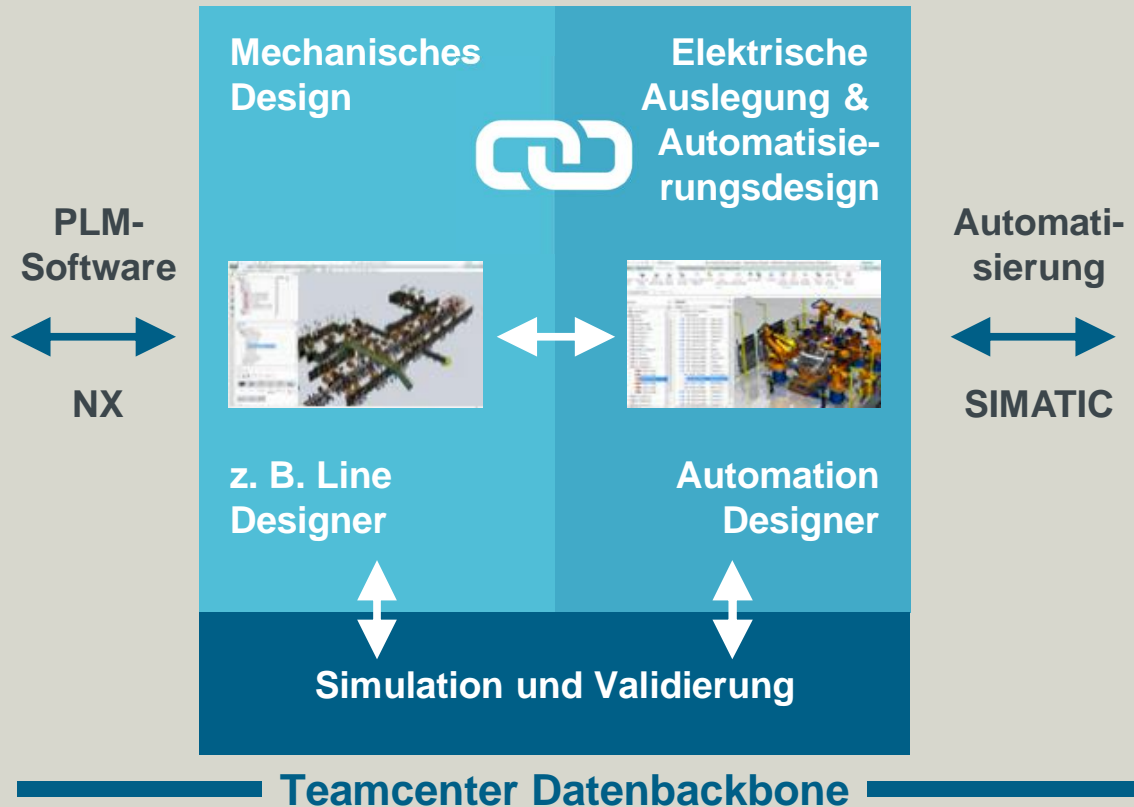 Mechanisches
Design
Elektrische
Auslegung &
Automatisie-
rungsdesign
PLM-
Software
NX
Automati-
sierung
SIMATIC
z. B. Line
Designer
Automation
Designer
Simulation und Validierung
Teamcenter Datenbackbone